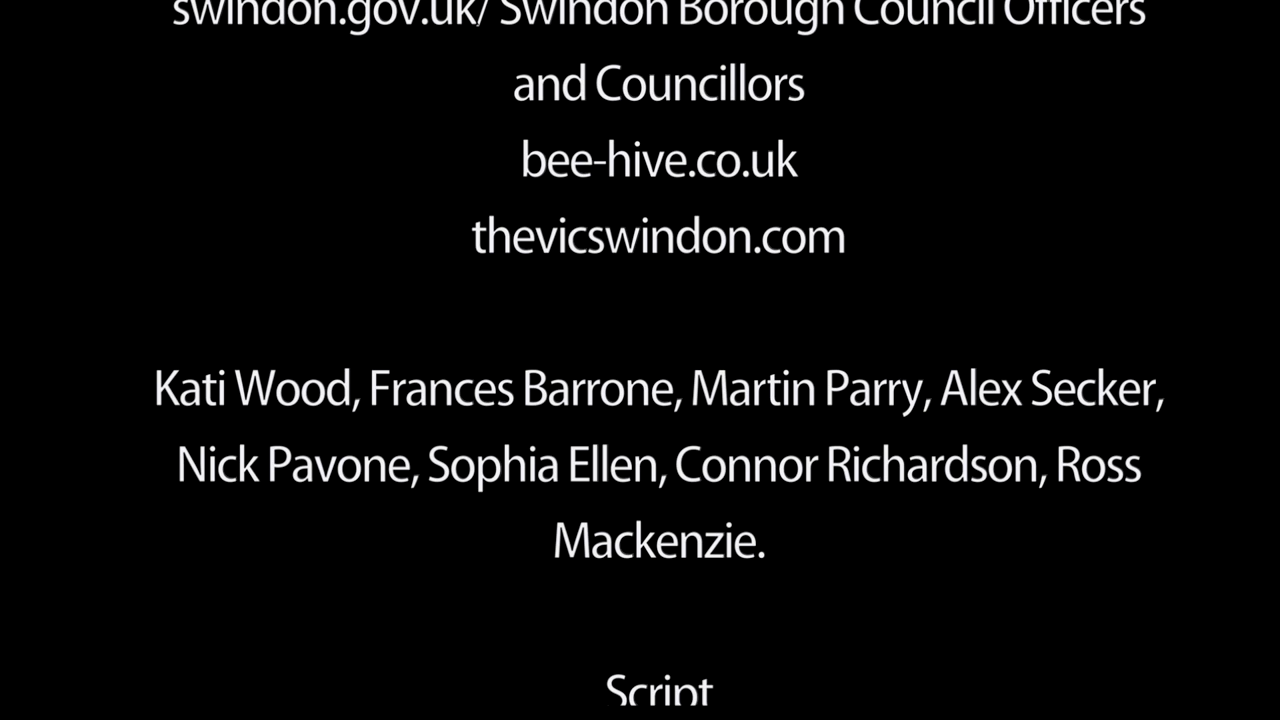 swindon.gov.uk/ Swindon Borough Council Officers
and Councillors
bee-hive.co.uk
thevicswindon.com
Kati Wood, Frances Barrone, Martin Parry, Alex Secker,
Nick Pavone, Sophia Ellen, Connor Richardson, Ross
Mackenzie.
Script